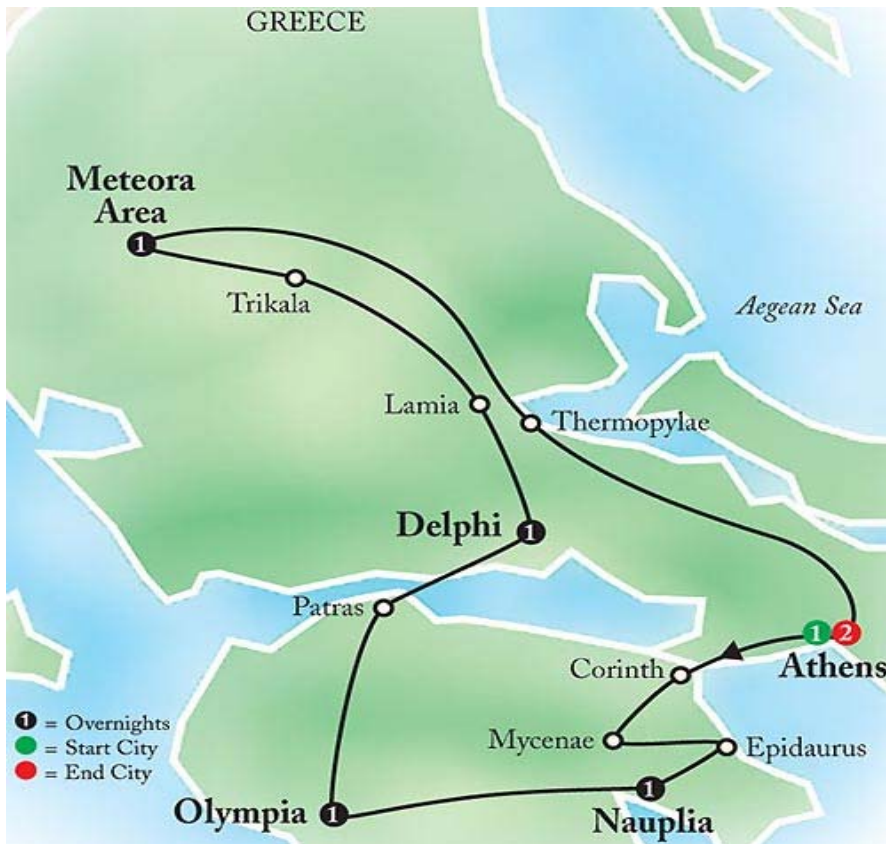 GREECE
Meteora
Area
1
Trikala
Aegean Sea
Lamia
Thermopylae
Delphi
1
Patras
1
2
Athens
Corinth
Mycenae
Epidaurus
1 = Overnights
= Start City
= End City
Olympia
1
1
Nauplia